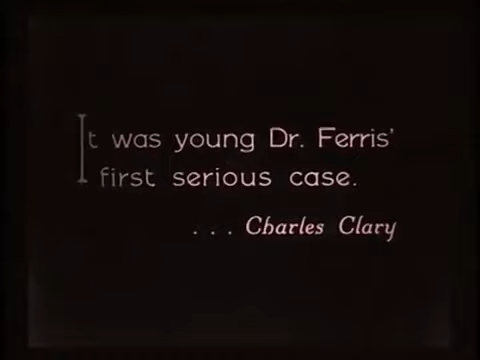 It was young Dr. Ferris'
first serious case.
. . . Charles Clary